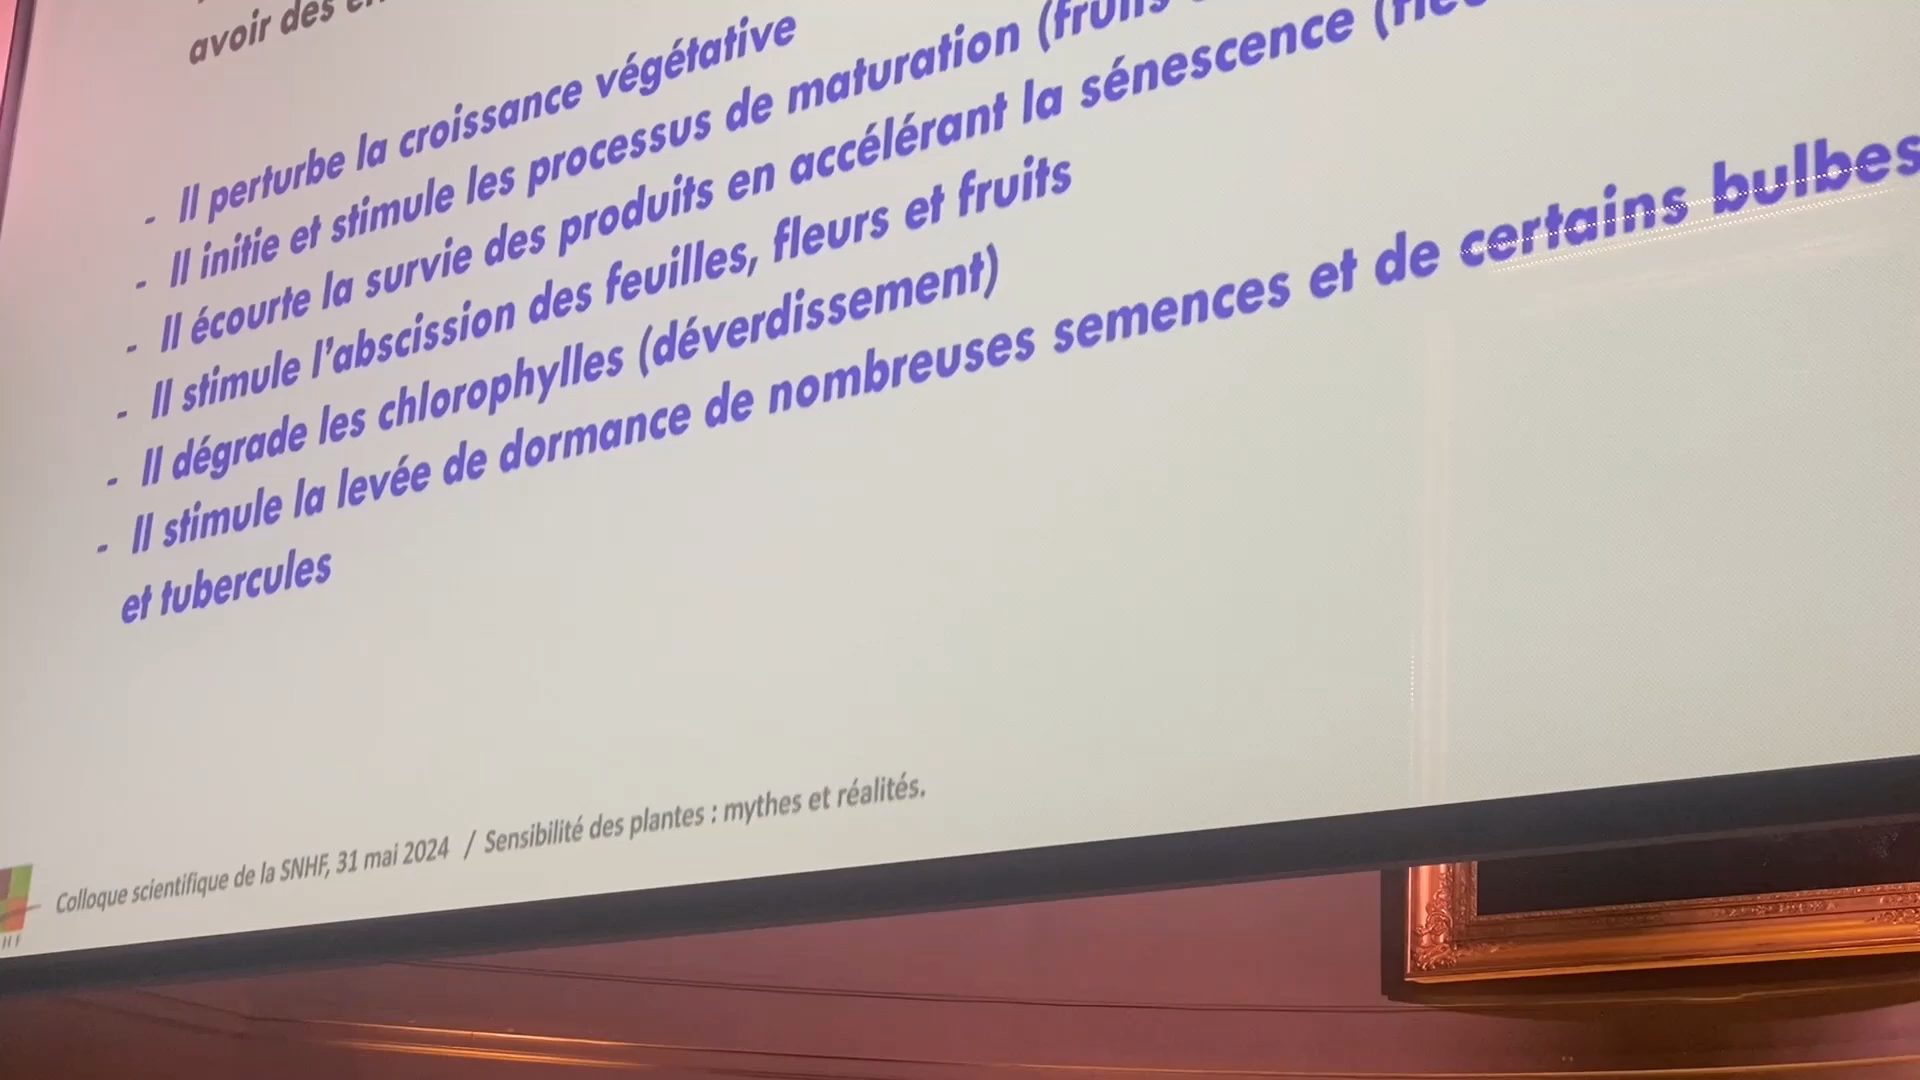 avoir des
- Il perturbe la croissance végétative
- Il initie et stimule les processus de maturation (fruits
- Il écourte la survie des produits en accélérant la sénescence
- Il stimule l'abscission des feuilles, fleurs et fruits
- Il dégrade les chlorophylles (déverdissement)
- Il stimule la levée de dormance de nombreuses semences et de certains bulbes
et tubercules
Colloque scientifique de la SNHF, 31 mai 2024 / Sensibilité des plantes : mythes et réalités.